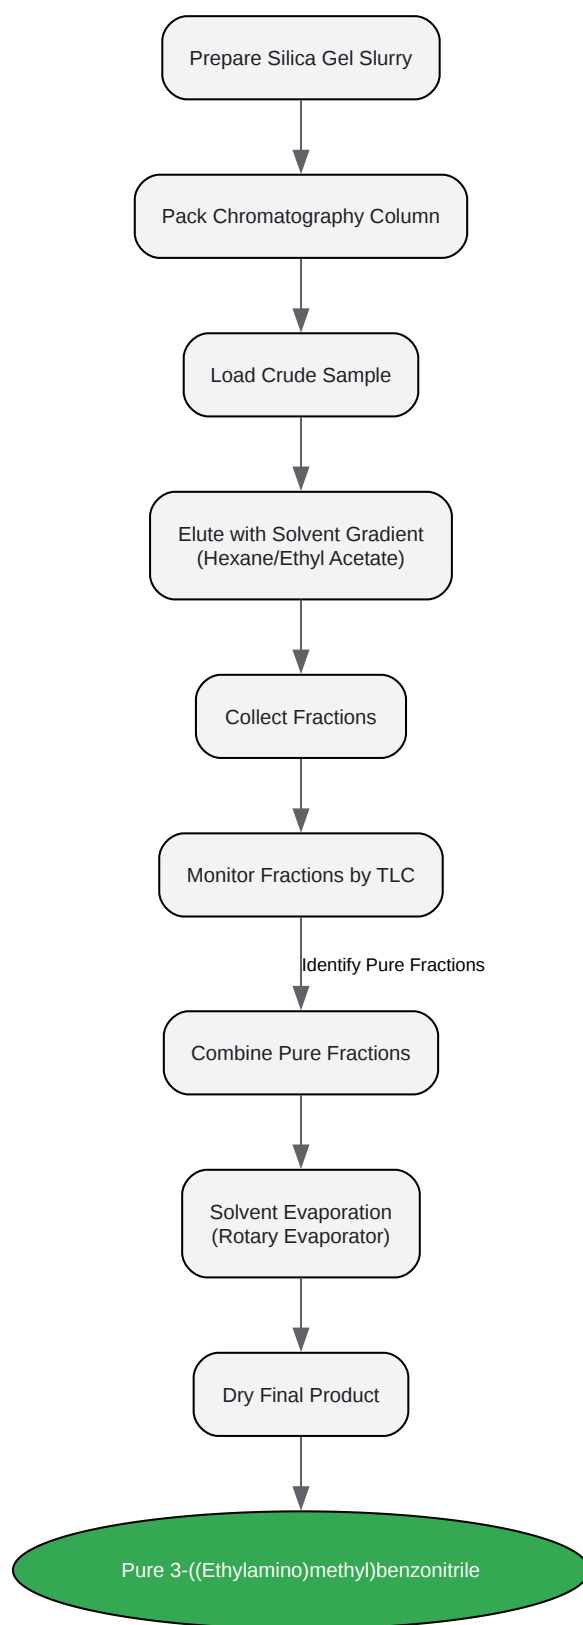 Prepare Silica Gel Slurry
Pack Chromatography Column
Load Crude Sample
Elute with Solvent Gradient
(Hexane/Ethyl Acetate)
Collect Fractions
Monitor Fractions by TLC
Identify Pure Fractions
Combine Pure Fractions
Solvent Evaporation
(Rotary Evaporator)
Dry Final Product
Pure 3-((Ethylamino)methyl)benzonitrile